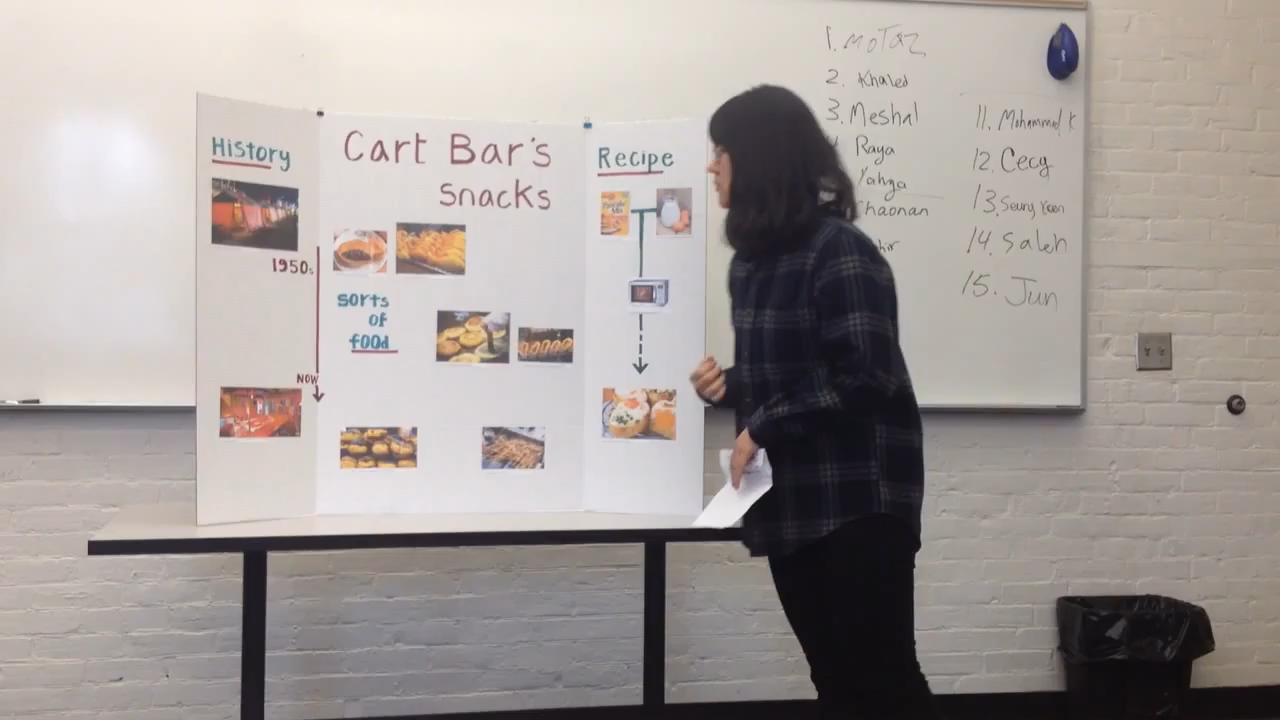 History
1950s
NOW
Cart Bar's
snacks
sorts
of
food
Recipe
1. MOTaz
2. Khaled
3. Meshal
Raya
Yahya
Shaonan
11. Mohammed K
12. Cecy
13. Seung Yeon
14. Saleh
15. Jun